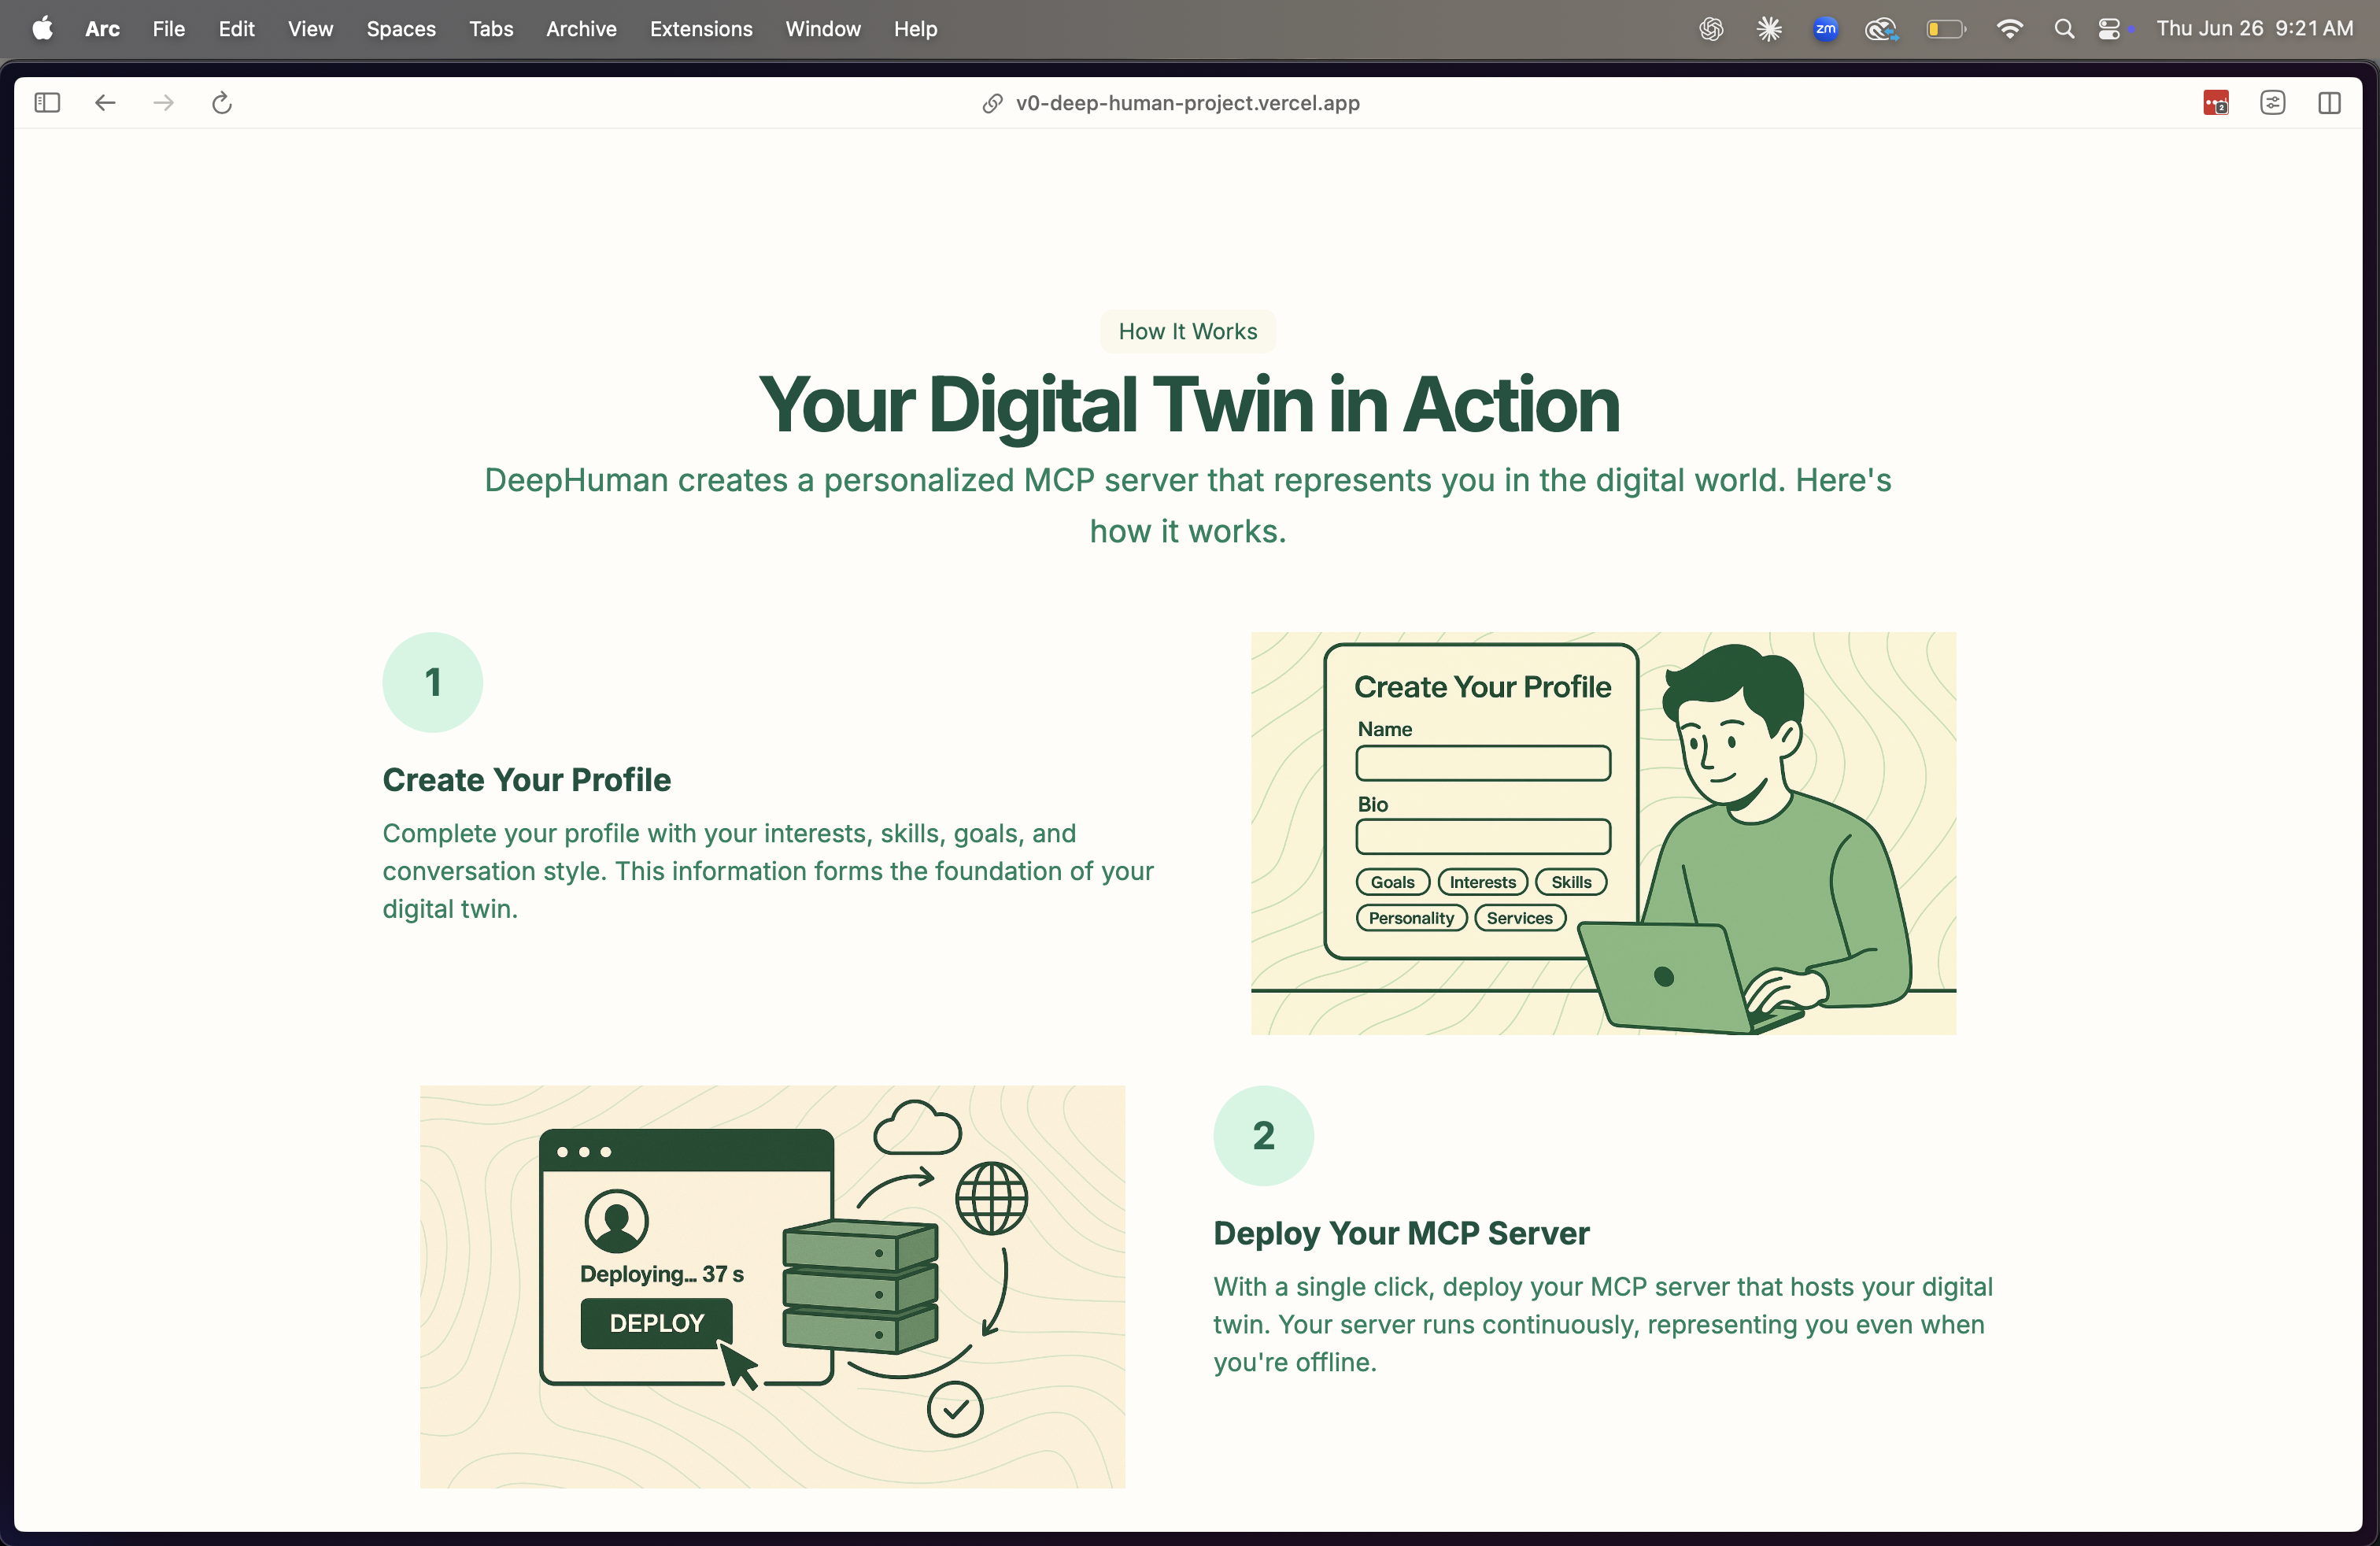 Arc File Edit View Spaces Tabs Archive Extensions Window Help
zm
Thu Jun 26 9:21 AM
v0-deep-human-project.vercel.app
2
How It Works
Your Digital Twin in Action
DeepHuman creates a personalized MCP server that represents you in the digital world. Here's
how it works.
1
Create Your Profile
Complete your profile with your interests, skills, goals, and
conversation style. This information forms the foundation of your
digital twin.
Create Your Profile
Name
Bio
Goals Interests Skills
Personality Services
Deploying... 37 s
DEPLOY
2
Deploy Your MCP Server
With a single click, deploy your MCP server that hosts your digital
twin. Your server runs continuously, representing you even when
you're offline.